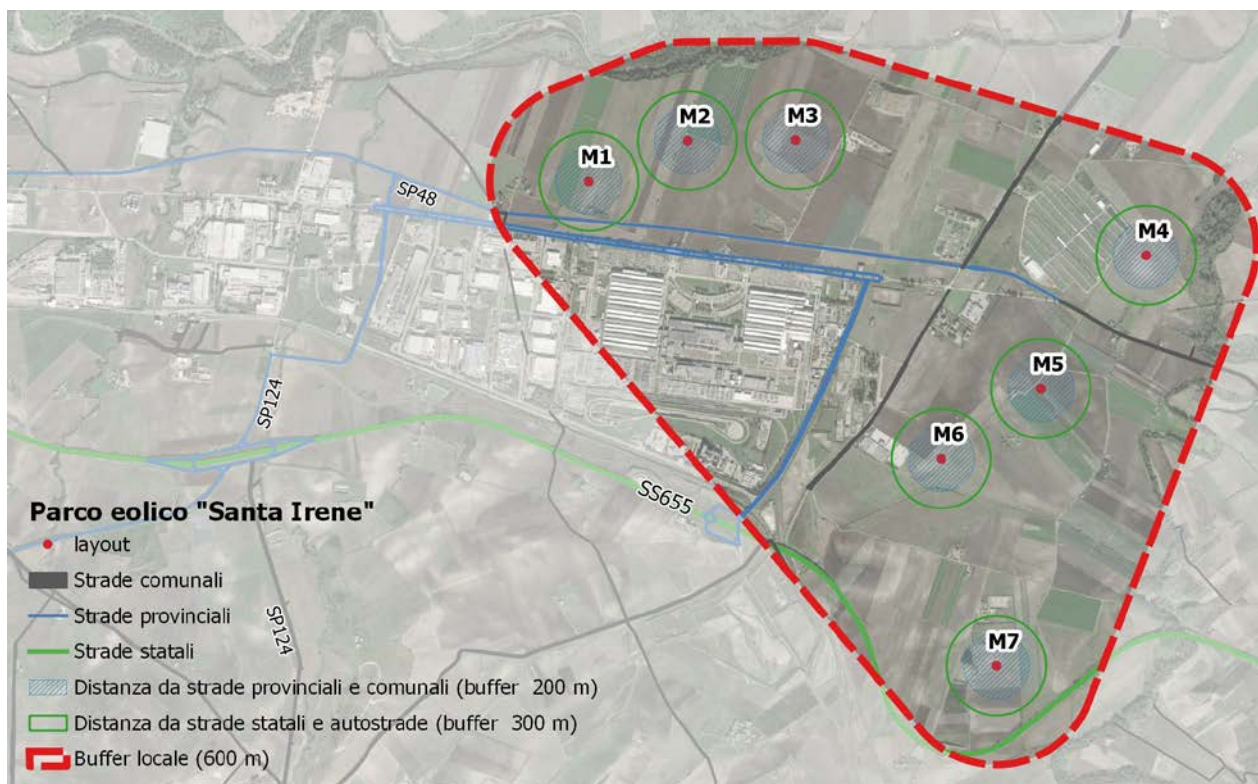 M1
M2
M3
M4
M5
M6
M7
SP48
SP124
SS655
SP124
Parco eolico "Santa Irene"
layout
Strade comunali
Strade provinciali
Strade statali
Distanza da strade provinciali e comunali (buffer 200 m)
Distanza da strade statali e autostrade (buffer 300 m)
Buffer locale (600 m)